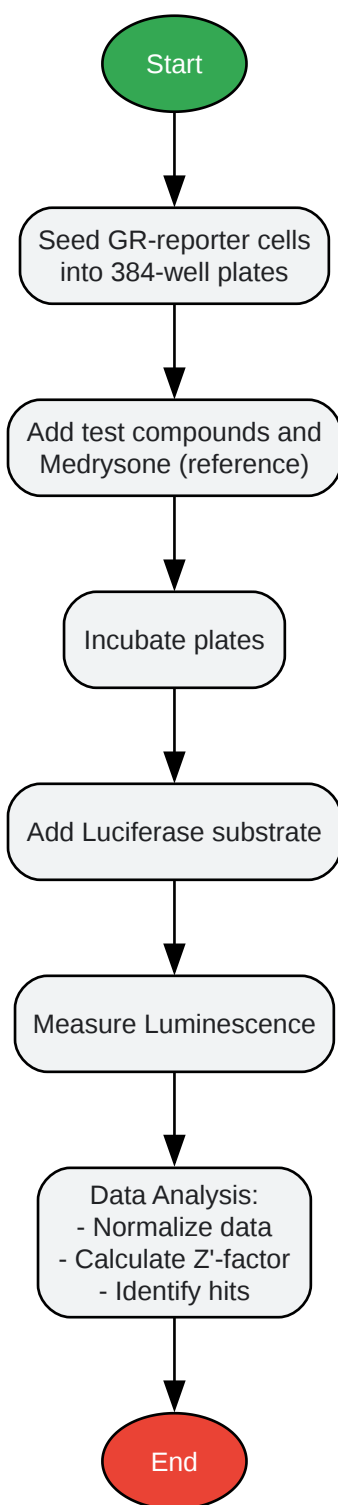 Start
Seed GR-reporter cells
into 384-well plates
Add test compounds and
Medrysone (reference)
Incubate plates
Add Luciferase substrate
Measure Luminescence
Data Analysis:
- Normalize data
- Calculate Z'-factor
- Identify hits
End